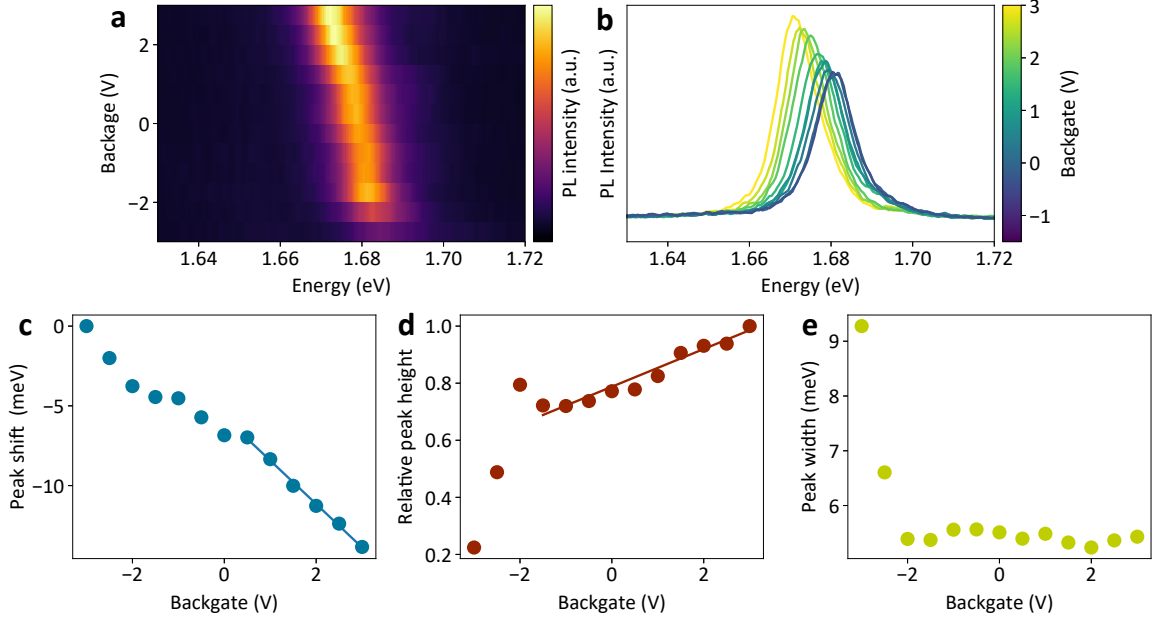 a
2
0
−2
Backage (V)
1.64
1.66
1.68
1.70
1.72
Energy (eV)
PL intensity (a.u.)
b
PL Intensity (a.u.)
1.64
1.66
1.68
1.70
1.72
Energy (eV)
3
2
1
0
−1
Backgate (V)
c
0
−5
−10
Peak shift (meV)
−2
0
2
Backgate (V)
d
1.0
0.8
0.6
0.4
0.2
Relative peak height
−2
0
2
Backgate (V)
e
9
8
7
6
Peak width (meV)
−2
0
2
Backgate (V)